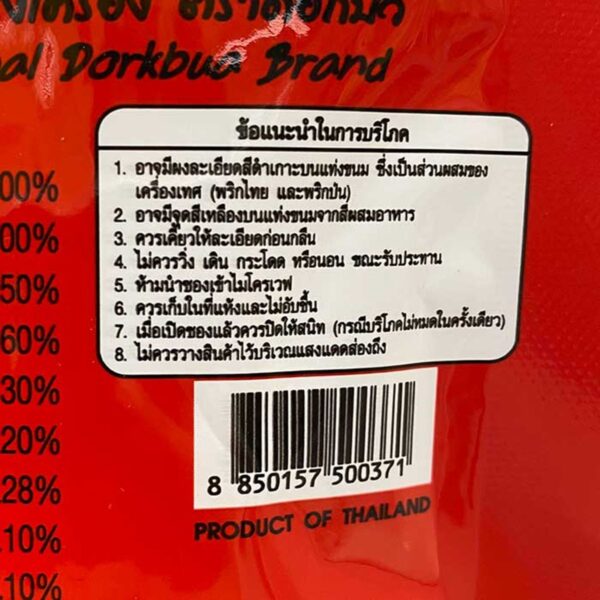 ตราดอกบัว
al Dorkbua Brand
ข้อแนะนำในการบริโภค
1. อาจมีผงละเอียดสีดำเกาะบนแท่งขนม ซึ่งเป็นส่วนผสมของ
เครื่องเทศ (พริกไทย และพริกป่น)
2. อาจมีจุดสีเหลืองบนแท่งขนมจากสีผสมอาหาร
3. ควรเคี้ยวให้ละเอียดก่อนกลืน
4. ไม่ควรวิ่ง เดิน กระโดด หรือนอน ขณะรับประทาน
5. ห้ามนำซองเข้าไมโครเวฟ
6. ควรเก็บในที่แห้งและไม่อับชื้น
7. เมื่อเปิดซองแล้วควรปิดให้สนิท (กรณีบริโภคไม่หมดในครั้งเดียว)
8. ไม่ควรวางสินค้าไว้บริเวณแสงแดดส่องถึง
00%
00%
50%
60%
30%
20%
.28%
.10%
.10%
8 850157 500371
PRODUCT OF THAILAND